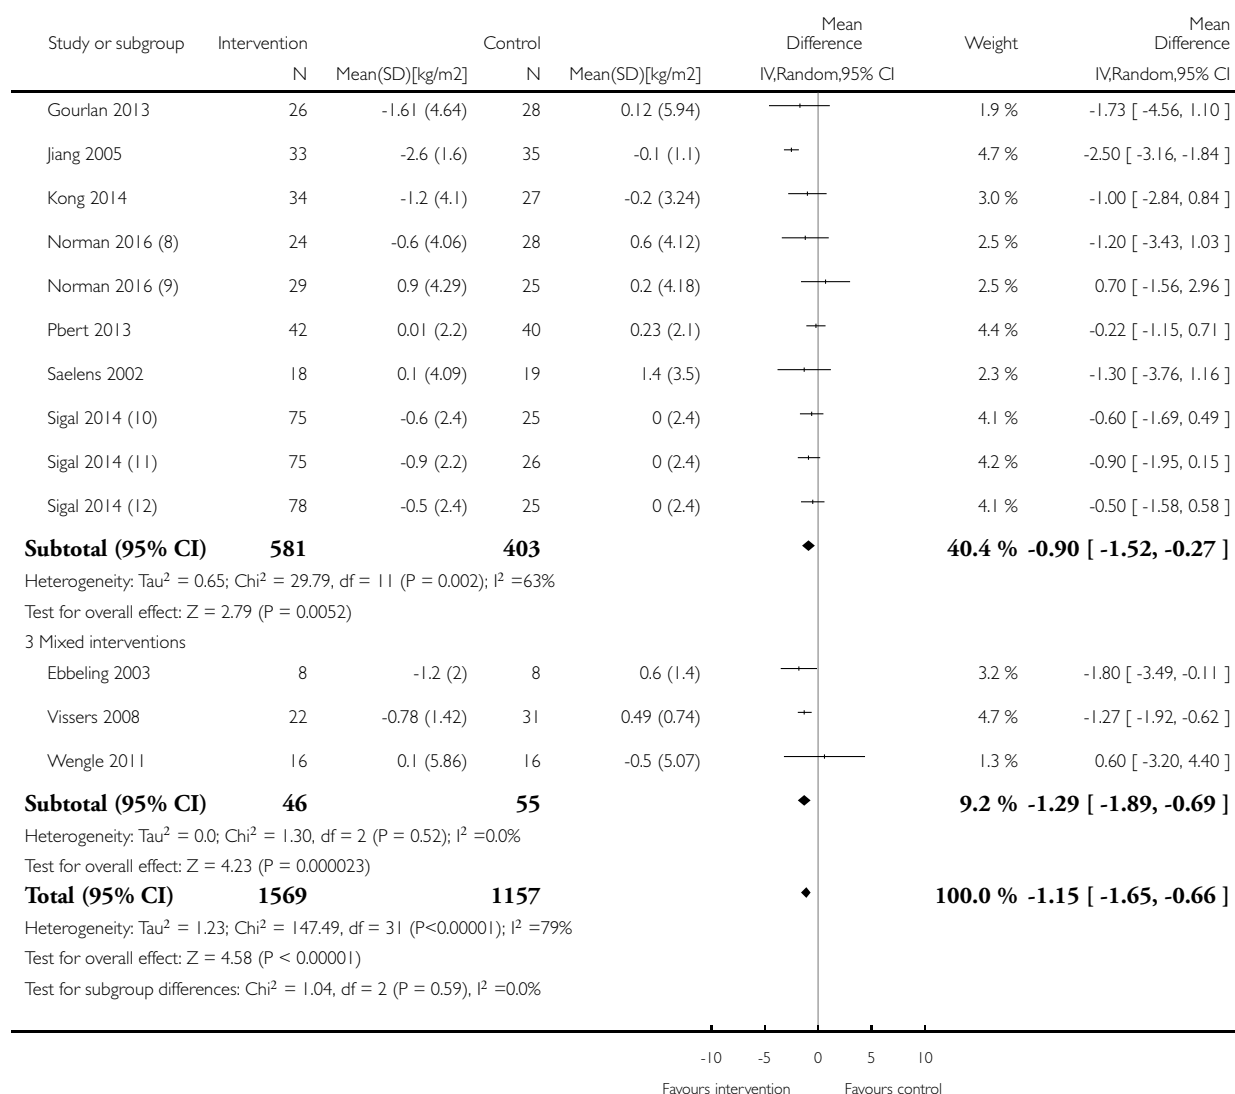 Study or subgroup Intervention Control Mean Difference Weight Mean Difference
N Mean(SD)[kg/m2] N Mean(SD)[kg/m2] IV,Random,95% CI IV,Random,95% CI
Gourlan 2013 26 -1.61 (4.64) 28 0.12 (5.94) 1.9 % -1.73 [ -4.56, 1.10 ]
Jiang 2005 33 -2.6 (1.6) 35 -0.1 (1.1) 4.7 % -2.50 [ -3.16, -1.84 ]
Kong 2014 34 -1.2 (4.1) 27 -0.2 (3.24) 3.0 % -1.00 [ -2.84, 0.84 ]
Norman 2016 (8) 24 -0.6 (4.06) 28 0.6 (4.12) 2.5 % -1.20 [ -3.43, 1.03 ]
Norman 2016 (9) 29 0.9 (4.29) 25 0.2 (4.18) 2.5 % 0.70 [ -1.56, 2.96 ]
Pbert 2013 42 0.01 (2.2) 40 0.23 (2.1) 4.4 % -0.22 [ -1.15, 0.71 ]
Saelens 2002 18 0.1 (4.09) 19 1.4 (3.5) 2.3 % -1.30 [ -3.76, 1.16 ]
Sigal 2014 (10) 75 -0.6 (2.4) 25 0 (2.4) 4.1 % -0.60 [ -1.69, 0.49 ]
Sigal 2014 (11) 75 -0.9 (2.2) 26 0 (2.4) 4.2 % -0.90 [ -1.95, 0.15 ]
Sigal 2014 (12) 78 -0.5 (2.4) 25 0 (2.4) 4.1 % -0.50 [ -1.58, 0.58 ]
Subtotal (95% CI) 581 403 40.4 % -0.90 [ -1.52, -0.27 ]
Heterogeneity: Tau² = 0.65; Chi² = 29.79, df = 11 (P = 0.002); I² =63%
Test for overall effect: Z = 2.79 (P = 0.0052)
3 Mixed interventions
Ebbeling 2003 8 -1.2 (2) 8 0.6 (1.4) 3.2 % -1.80 [ -3.49, -0.11 ]
Vissers 2008 22 -0.78 (1.42) 31 0.49 (0.74) 4.7 % -1.27 [ -1.92, -0.62 ]
Wengle 2011 16 0.1 (5.86) 16 -0.5 (5.07) 1.3 % 0.60 [ -3.20, 4.40 ]
Subtotal (95% CI) 46 55 9.2 % -1.29 [ -1.89, -0.69 ]
Heterogeneity: Tau² = 0.0; Chi² = 1.30, df = 2 (P = 0.52); I² =0.0%
Test for overall effect: Z = 4.23 (P = 0.000023)
Total (95% CI) 1569 1157 100.0 % -1.15 [ -1.65, -0.66 ]
Heterogeneity: Tau² = 1.23; Chi² = 147.49, df = 31 (P<0.00001); I² =79%
Test for overall effect: Z = 4.58 (P < 0.00001)
Test for subgroup differences: Chi² = 1.04, df = 2 (P = 0.59), I² =0.0%
-10 -5 0 5 10
Favours intervention Favours control